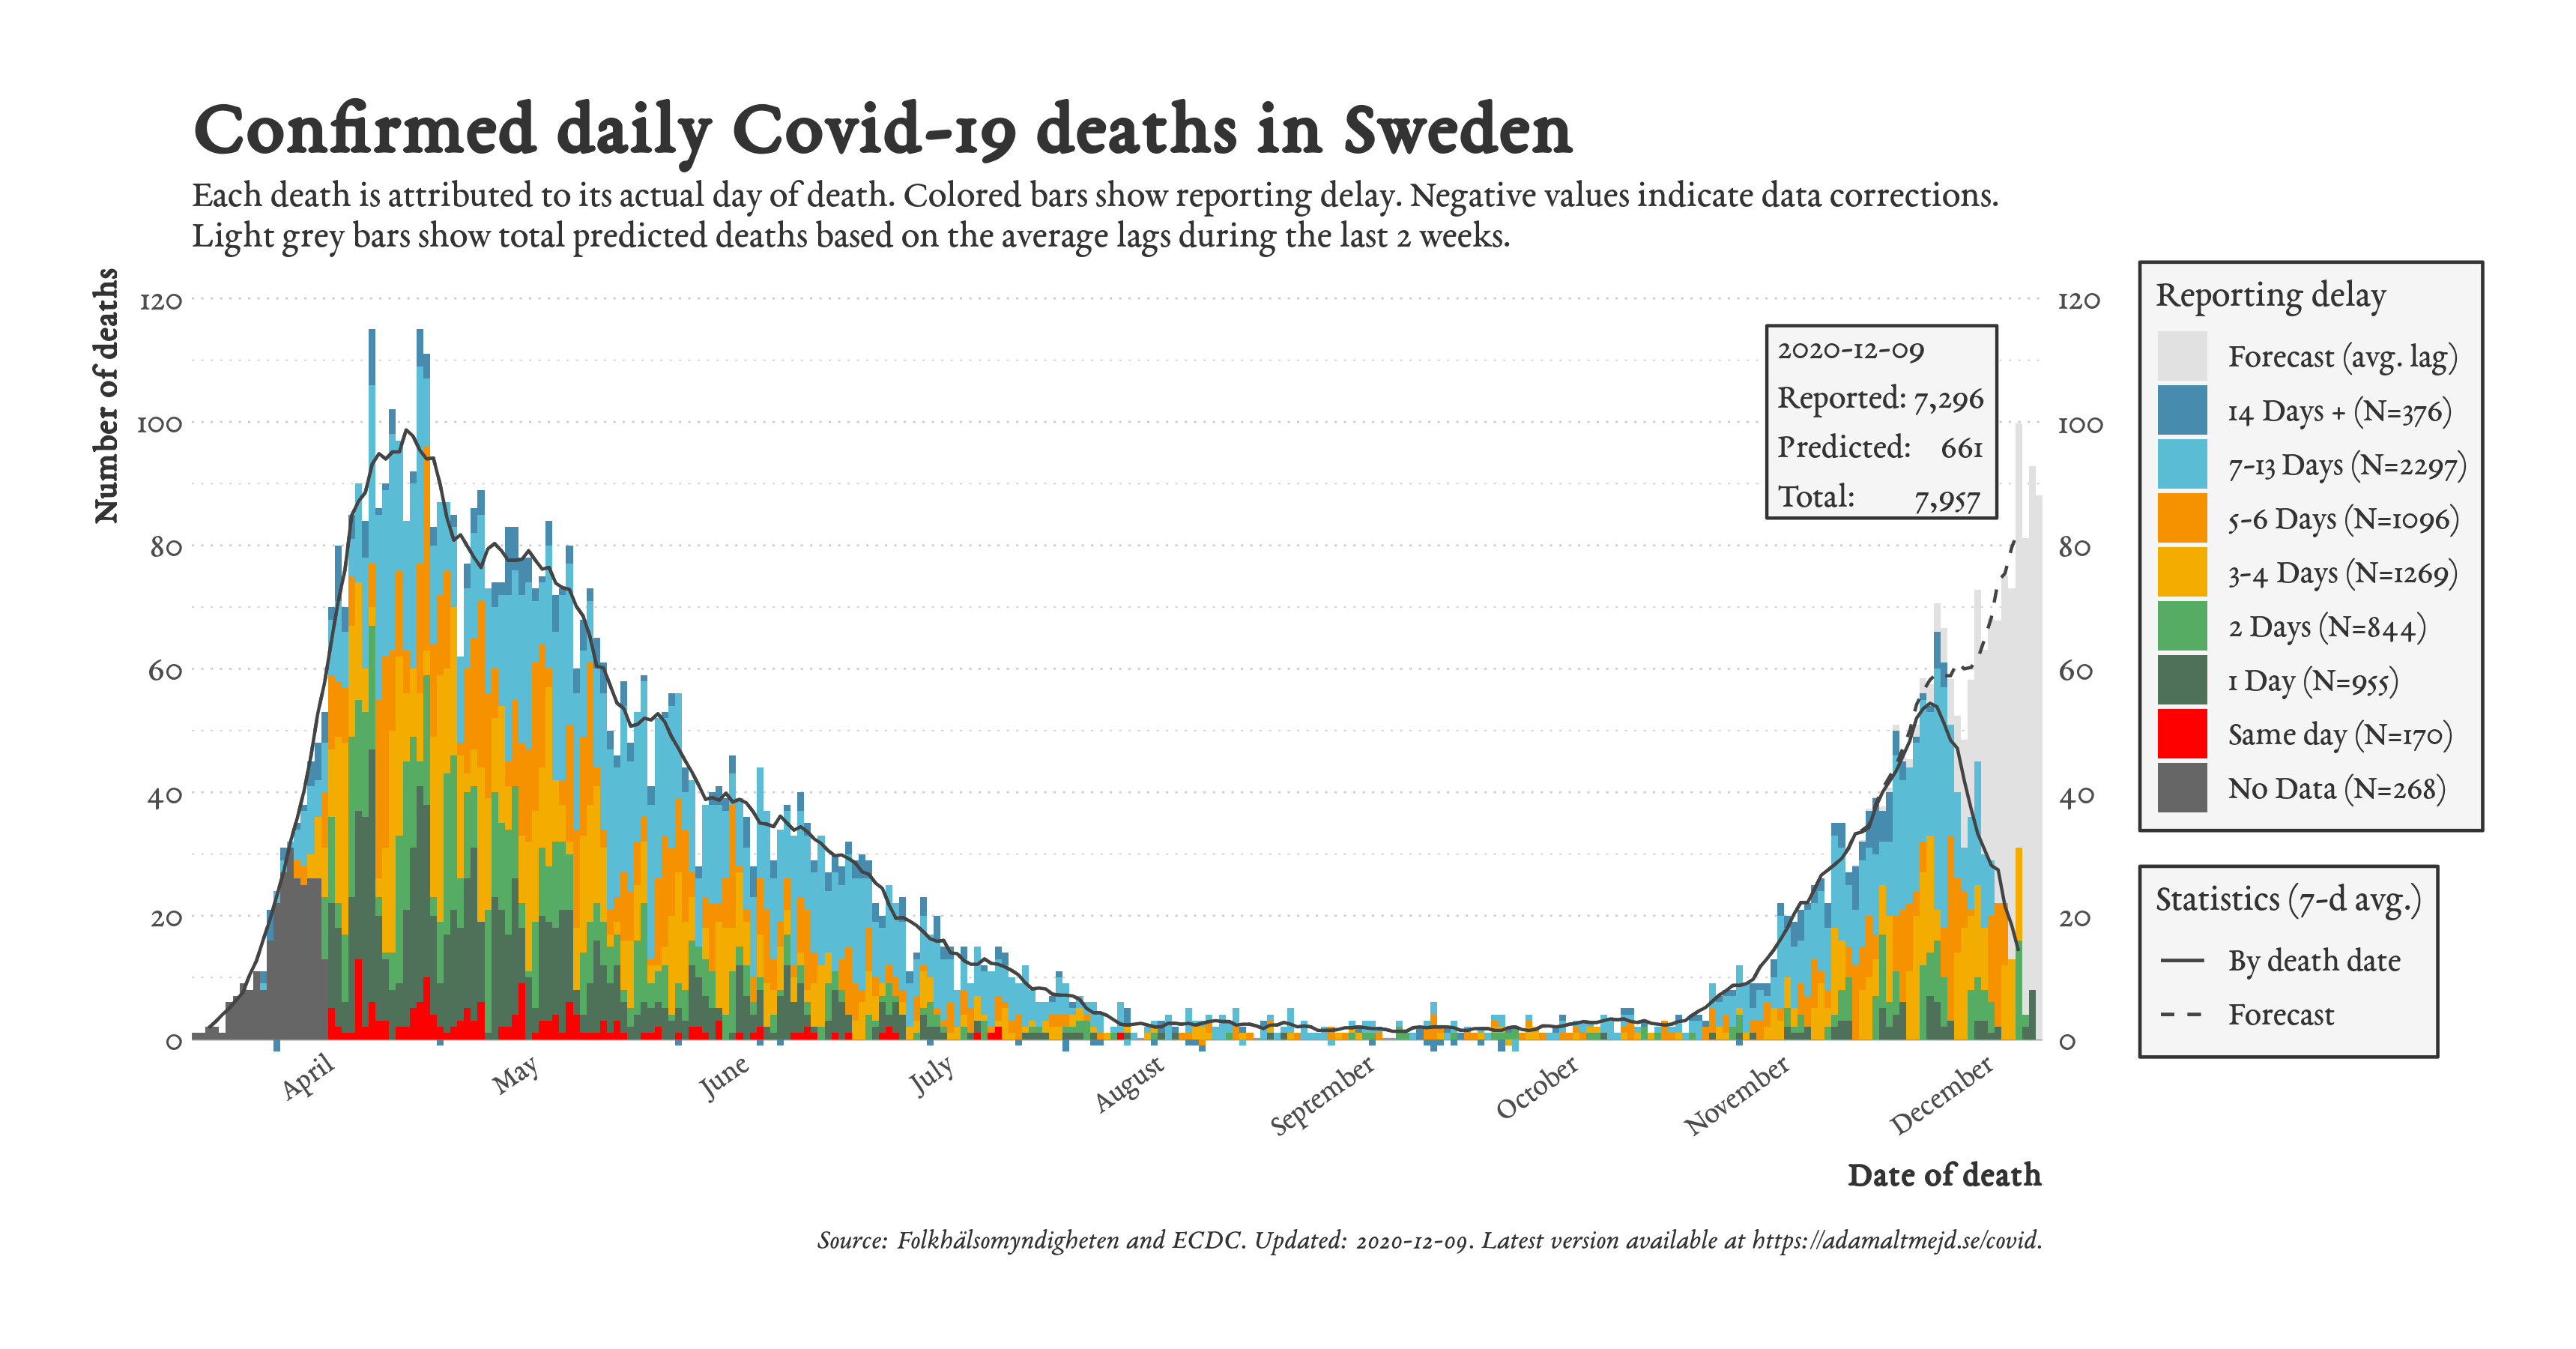 Confirmed daily Covid-19 deaths in Sweden
Each death is attributed to its actual day of death. Colored bars show reporting delay. Negative values indicate data corrections.
Light grey bars show total predicted deaths based on the average lags during the last 2 weeks.
Number of deaths
120
100
80
60
40
20
0
2020-12-09
Reported: 7,296
Predicted: 661
Total: 7,957
120
100
80
60
40
20
0
Reporting delay
Forecast (avg. lag)
14 Days + (N=376)
7-13 Days (N=2297)
5-6 Days (N=1096)
3-4 Days (N=1269)
2 Days (N=844)
1 Day (N=955)
Same day (N=170)
No Data (N=268)
Statistics (7-d avg.)
By death date
Forecast
April
May
June
July
August
September
October
November
December
Date of death
Source: Folkhälsomyndigheten and ECDC. Updated: 2020-12-09. Latest version available at https://adamaltmejd.se/covid.